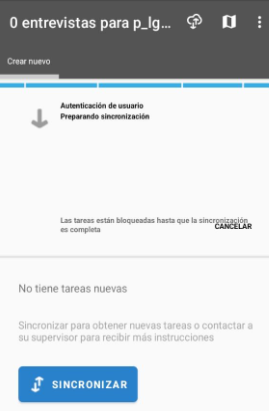 0 entrevistas para p_lg...
Crear nuevo
Autenticación de usuario
Preparando sincronización
Las tareas están bloqueadas hasta que la sincronización
es completa
CANCELAR
No tiene tareas nuevas
Sincronizar para obtener nuevas tareas o contactar a
su supervisor para recibir más instrucciones
SINCRONIZAR